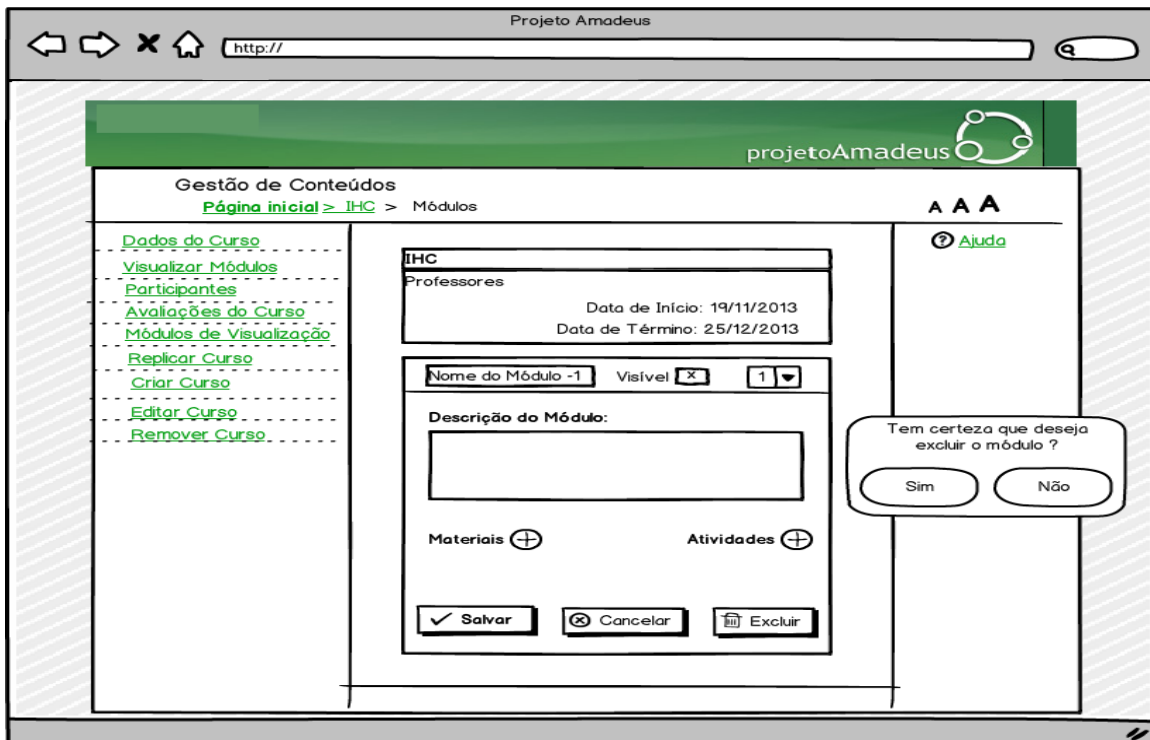 Projeto Amadeus
http://
projetoAmadeus
Gestão de Conteúdos
Página inicial > IHC > Módulos
A A A
Dados do Curso
Visualizar Módulos
Participantes
Avaliações do Curso
Módulos de Visualização
Replicar Curso
Criar Curso
Editar Curso
Remover Curso
Ajuda
IHC
Professores
Data de Início: 19/11/2013
Data de Término: 25/12/2013
Nome do Módulo -1 Visível x 1
Descrição do Módulo:
Materiais Atividades
Salvar Cancelar Excluir
Tem certeza que deseja
excluir o módulo ?
Sim Não